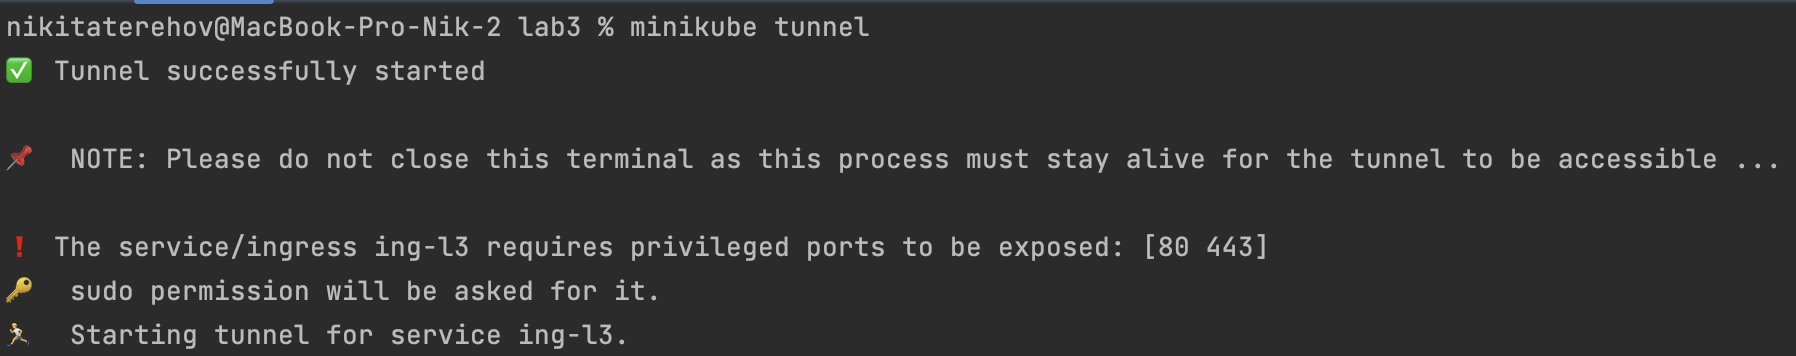 nikitaterehov@MacBook-Pro-Nik-2 lab3 % minikube tunnel
✅ Tunnel successfully started
📌 NOTE: Please do not close this terminal as this process must stay alive for the tunnel to be accessible ...
❗ The service/ingress ing-l3 requires privileged ports to be exposed: [80 443]
🔑 sudo permission will be asked for it.
🏃 Starting tunnel for service ing-l3.